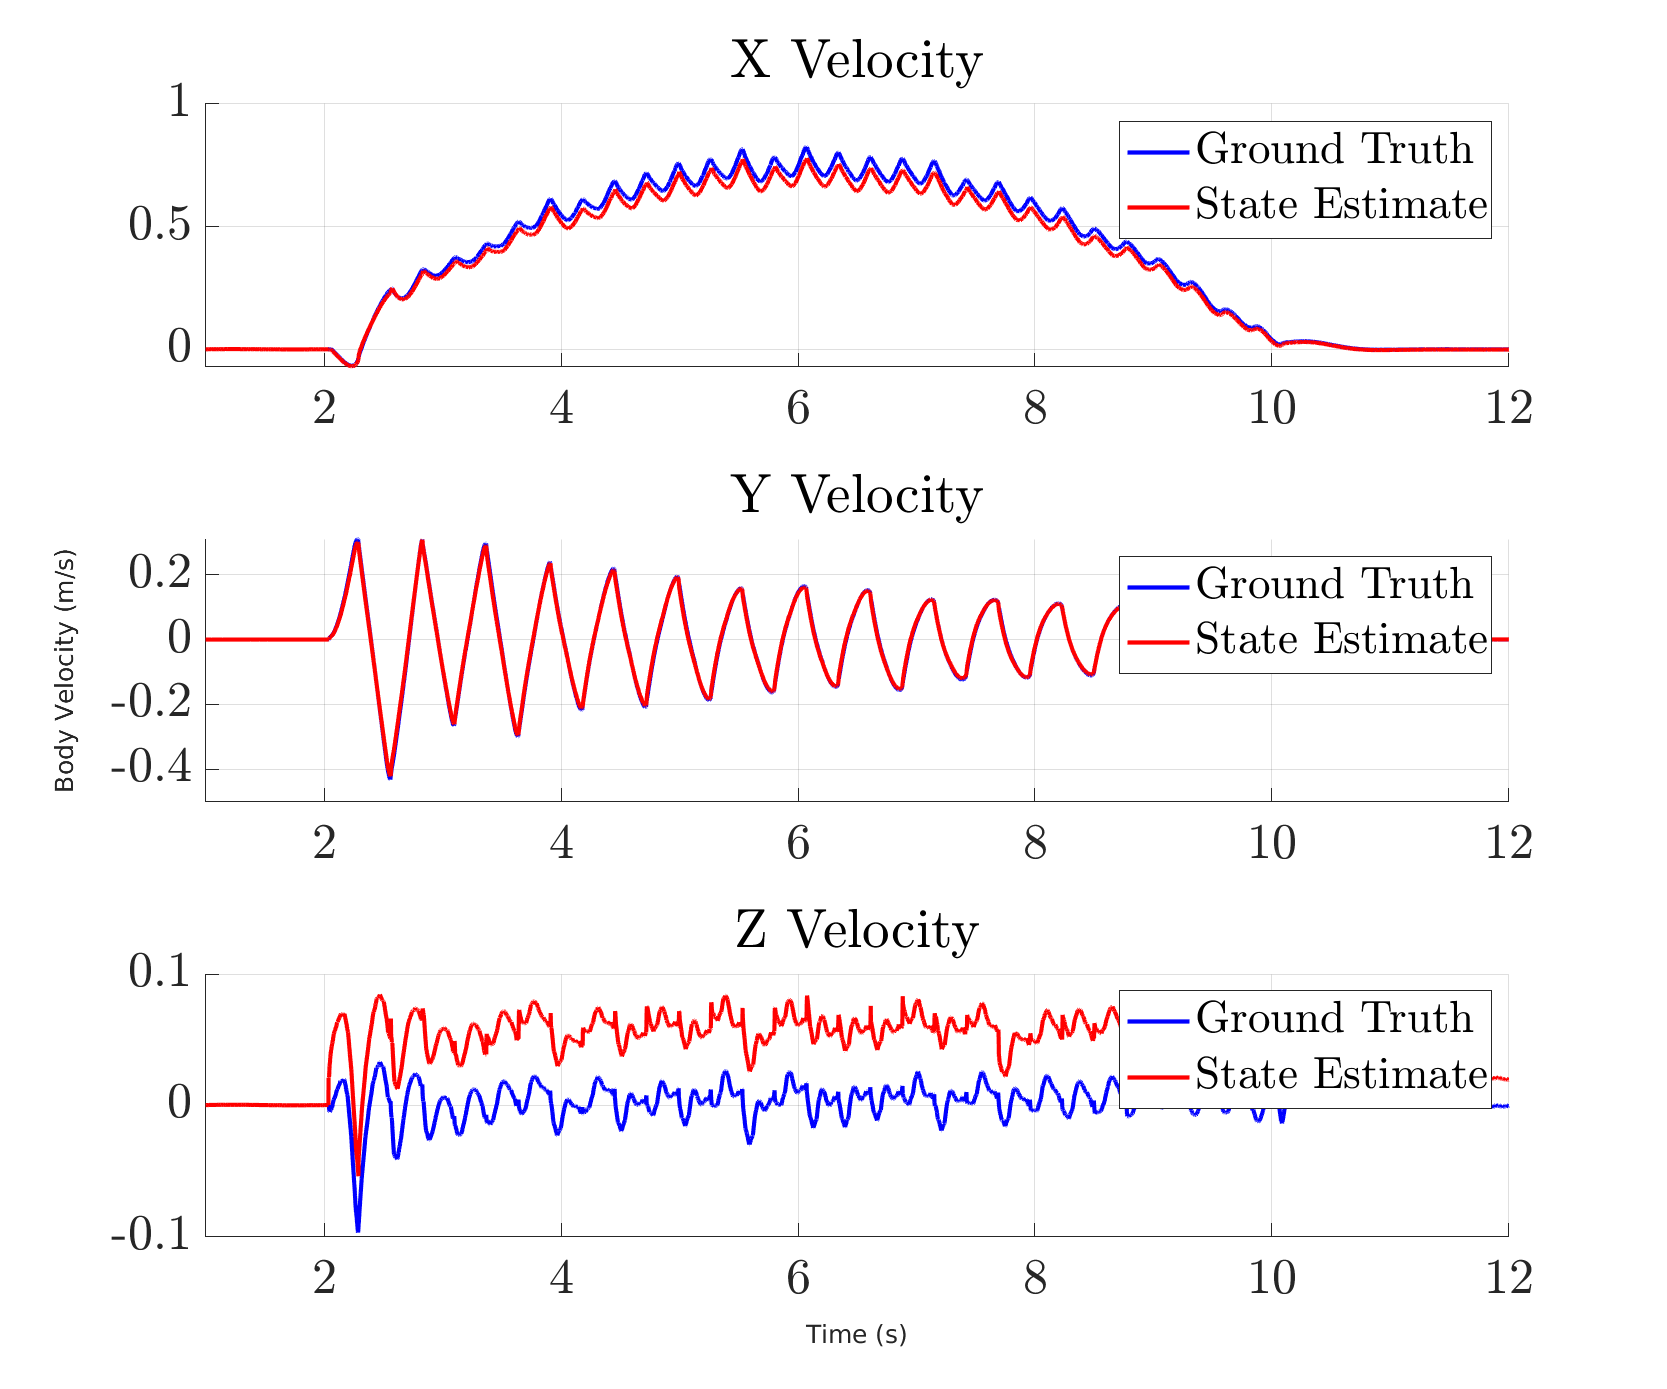 X Velocity
1
0.5
0
Ground Truth
State Estimate
2 4 6 8 10 12
Y Velocity
Body Velocity (m/s)
0.2
0
-0.2
-0.4
Ground Truth
State Estimate
2 4 6 8 10 12
Z Velocity
0.1
0
-0.1
Ground Truth
State Estimate
2 4 6 8 10 12
Time (s)